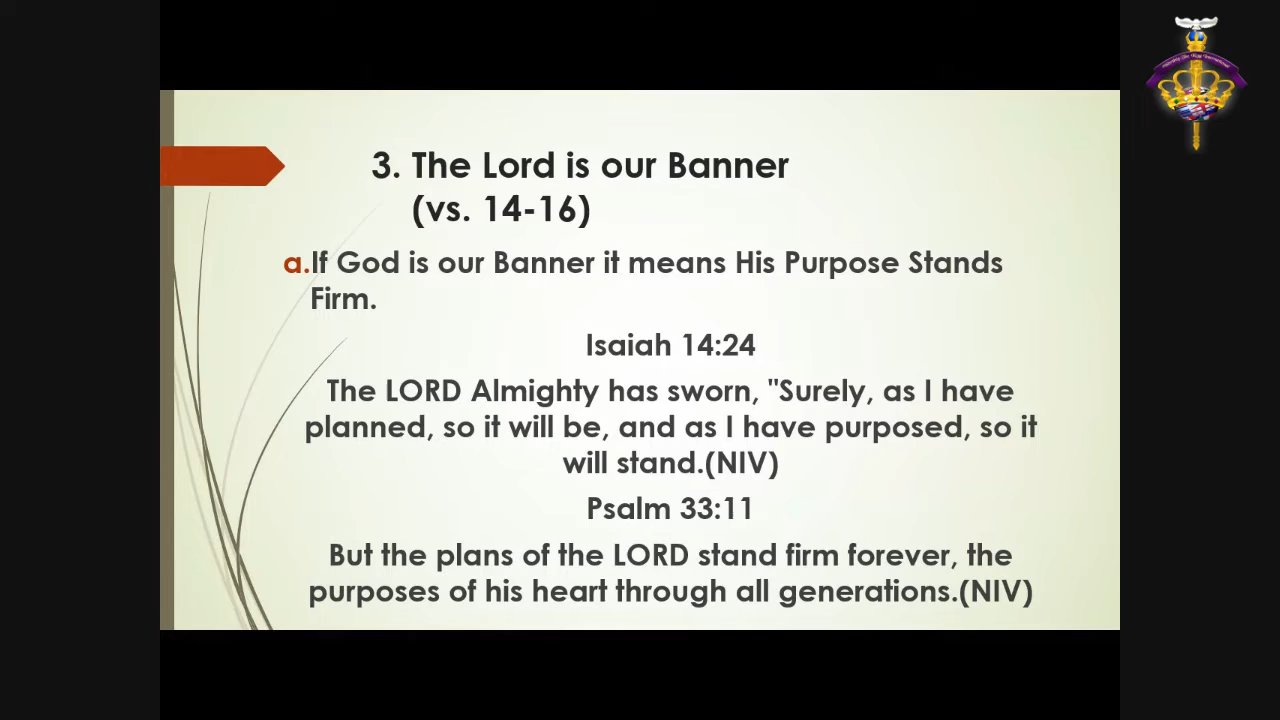 3. The Lord is our Banner
(vs. 14-16)
a.If God is our Banner it means His Purpose Stands
Firm.
Isaiah 14:24
The LORD Almighty has sworn, "Surely, as I have
planned, so it will be, and as I have purposed, so it
will stand.(NIV)
Psalm 33:11
But the plans of the LORD stand firm forever, the
purposes of his heart through all generations.(NIV)